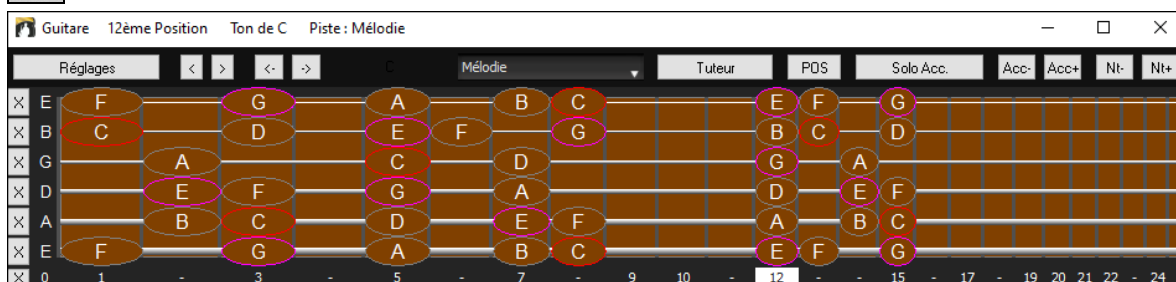 Guitare 12ème Position Ton de C Piste : Mélodie
Réglages < > <- -> C Mélodie Tuteur POS Solo Acc. Acc- Acc+ Nt- Nt+
X E F G A B C E F G
X B C D E F G B C D
X G A C D G A
X D E F G A D E F
X A B C D E F A B C
X E F G A B C E F G
X 0 1 - 3 - 5 - 7 - 9 10 - 12 - - 15 - 17 - 19 20 21 22 - 24